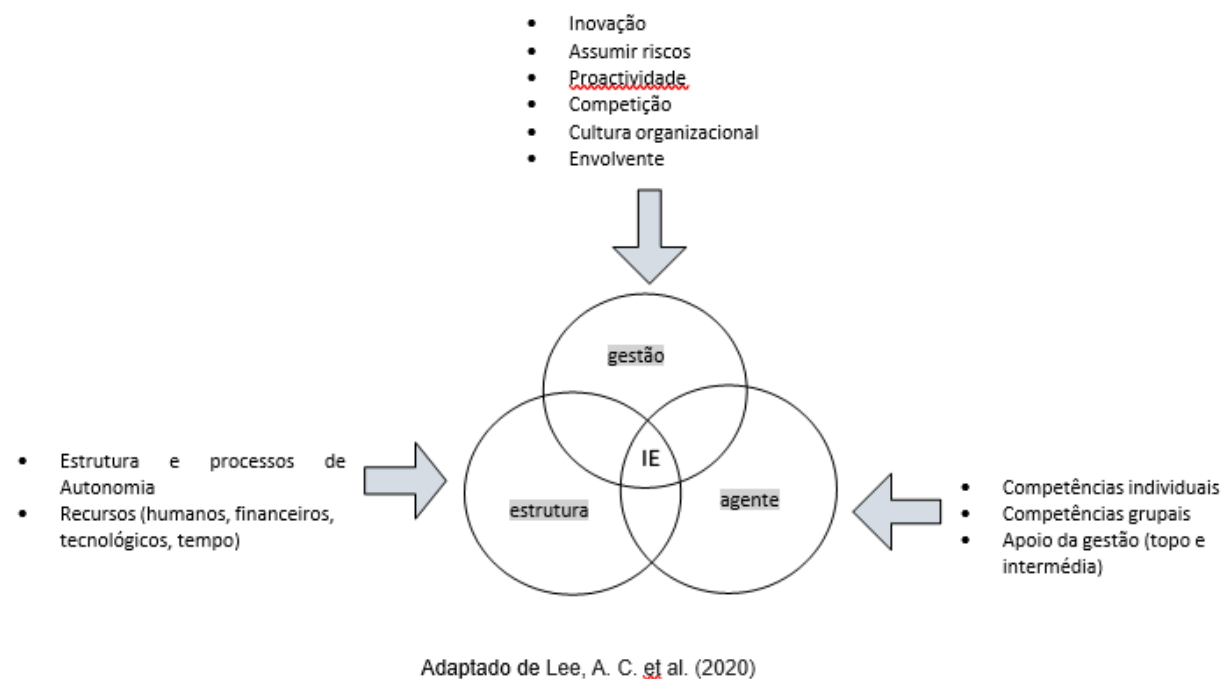 • Inovação
• Assumir riscos
• Proactividade
• Competição
• Cultura organizacional
• Envolvente
gestão
IE
estrutura
agente
• Estrutura e processos de
Autonomia
• Recursos (humanos, financeiros,
tecnológicos, tempo)
• Competências individuais
• Competências grupais
• Apoio da gestão (topo e
intermédia)
Adaptado de Lee, A. C. et al. (2020)